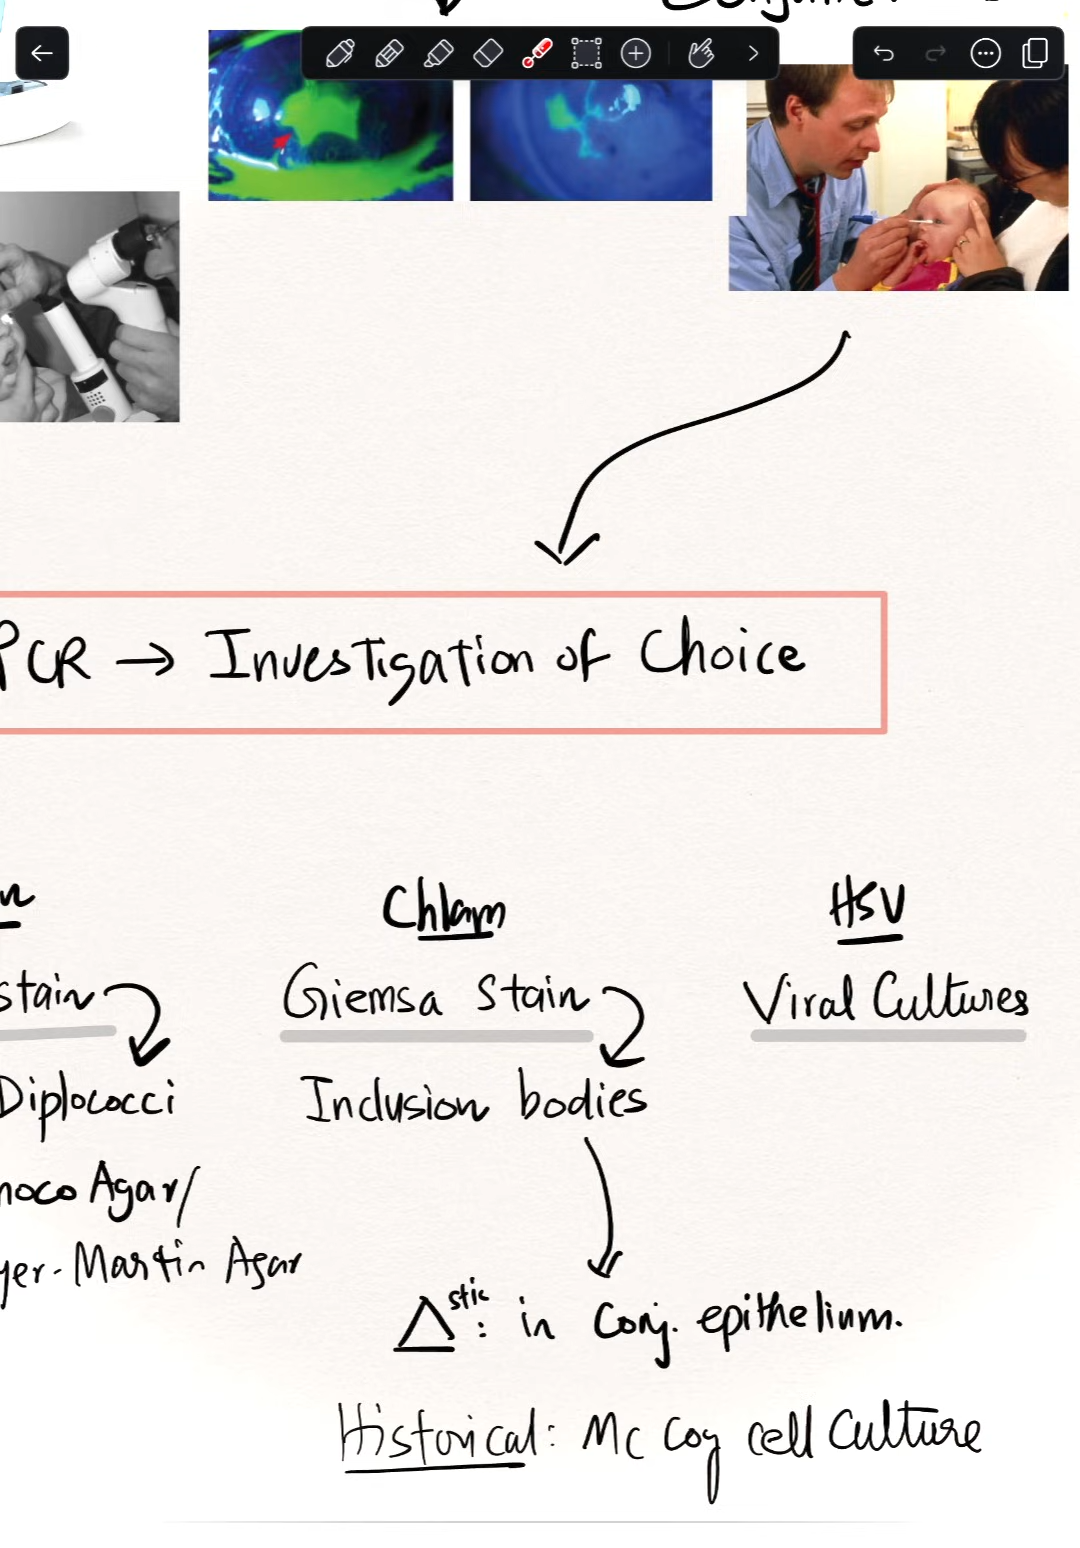 PCR → Investigation of Choice
Chlam
HSV
stain
Giemsa Stain
Viral Cultures
Diplococci
Inclusion bodies
Agar/
Martin Agar
Δstic: in Conj. epithelium.
Historical: Mc Coy cell Culture